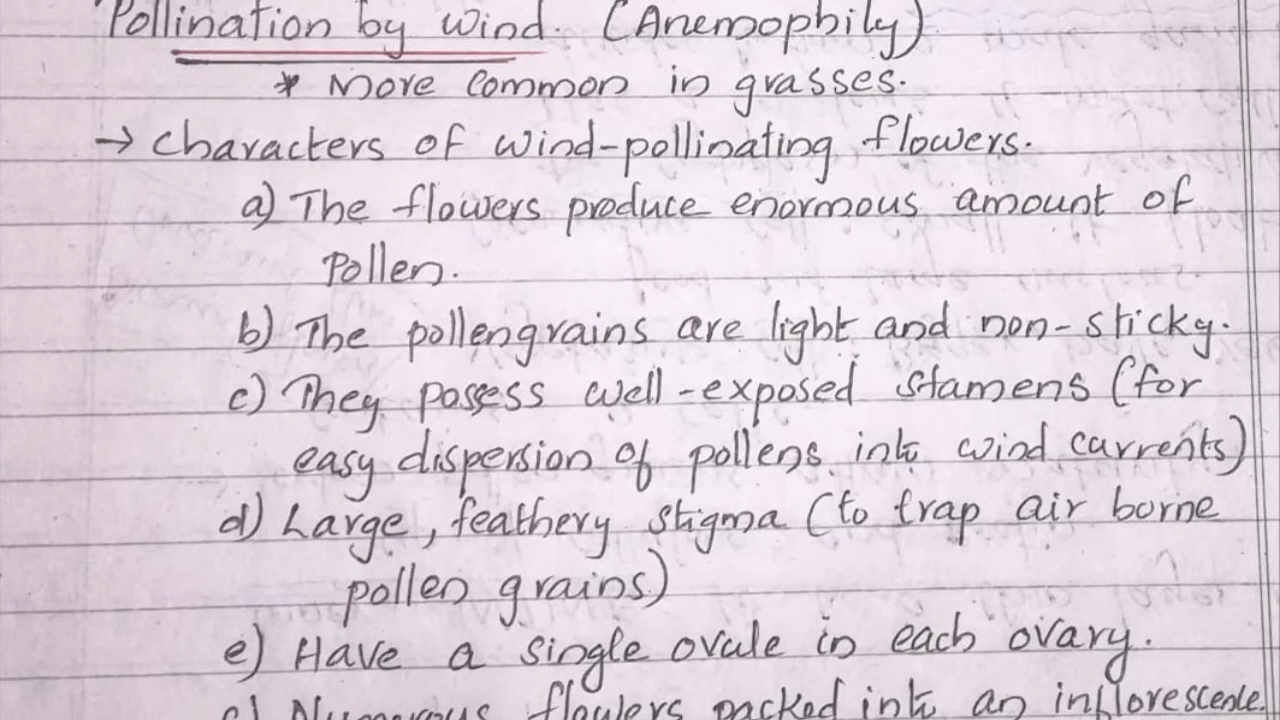 Pollination by wind. (Anemophily)
* More common in grasses.
→ Characters of wind-pollinating flowers.
a) The flowers produce enormous amount of
Pollen.
b) The pollengrains are light and non-sticky.
c) They possess well-exposed stamens (for
easy dispersion of pollens into wind currents)
d) Large, feathery stigma (to trap air borne
pollen grains)
e) Have a single ovule in each ovary.
Numerous flowers packed into an inflorescence.